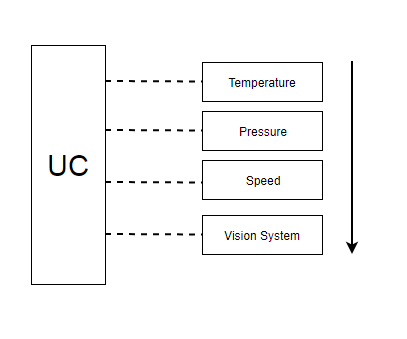 UC
Temperature
Pressure
Speed
Vision System